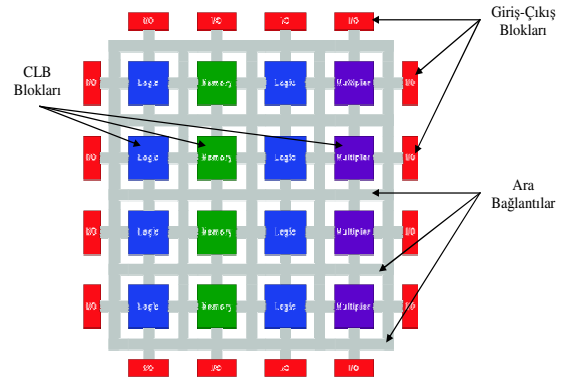 I/O I/O I/O I/O
Giriş-Çıkış
Blokları
CLB
Blokları
I/O Logic Memory Logic Multiplier I/O
I/O Logic Memory Logic Multiplier I/O
Ara
Bağlantılar
I/O Logic Memory Logic Multiplier I/O
I/O Logic Memory Logic Multiplier I/O
I/O I/O I/O I/O